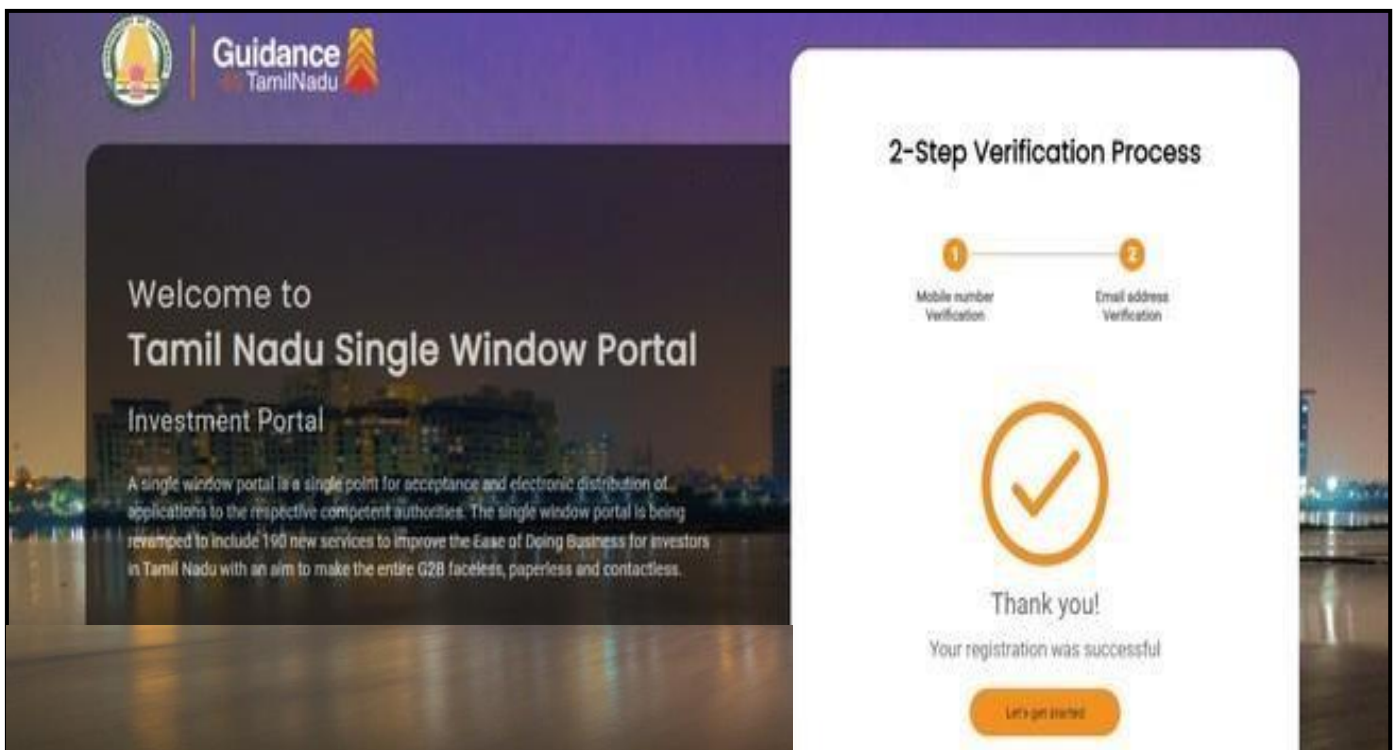 Guidance
TamilNadu
Welcome to
Tamil Nadu Single Window Portal
Investment Portal
A single window portal is a single point for acceptance and electronic distribution of
applications to the respective competent authorities. The single window portal is being
revamped to include 190 new services to improve the Ease of Doing Business for investors
in Tamil Nadu with an aim to make the entire G2B faceless, paperless and contactless.
2-Step Verification Process
1
2
Mobile number
Verification
Email address
Verification
Thank you!
Your registration was successful
Let's get started